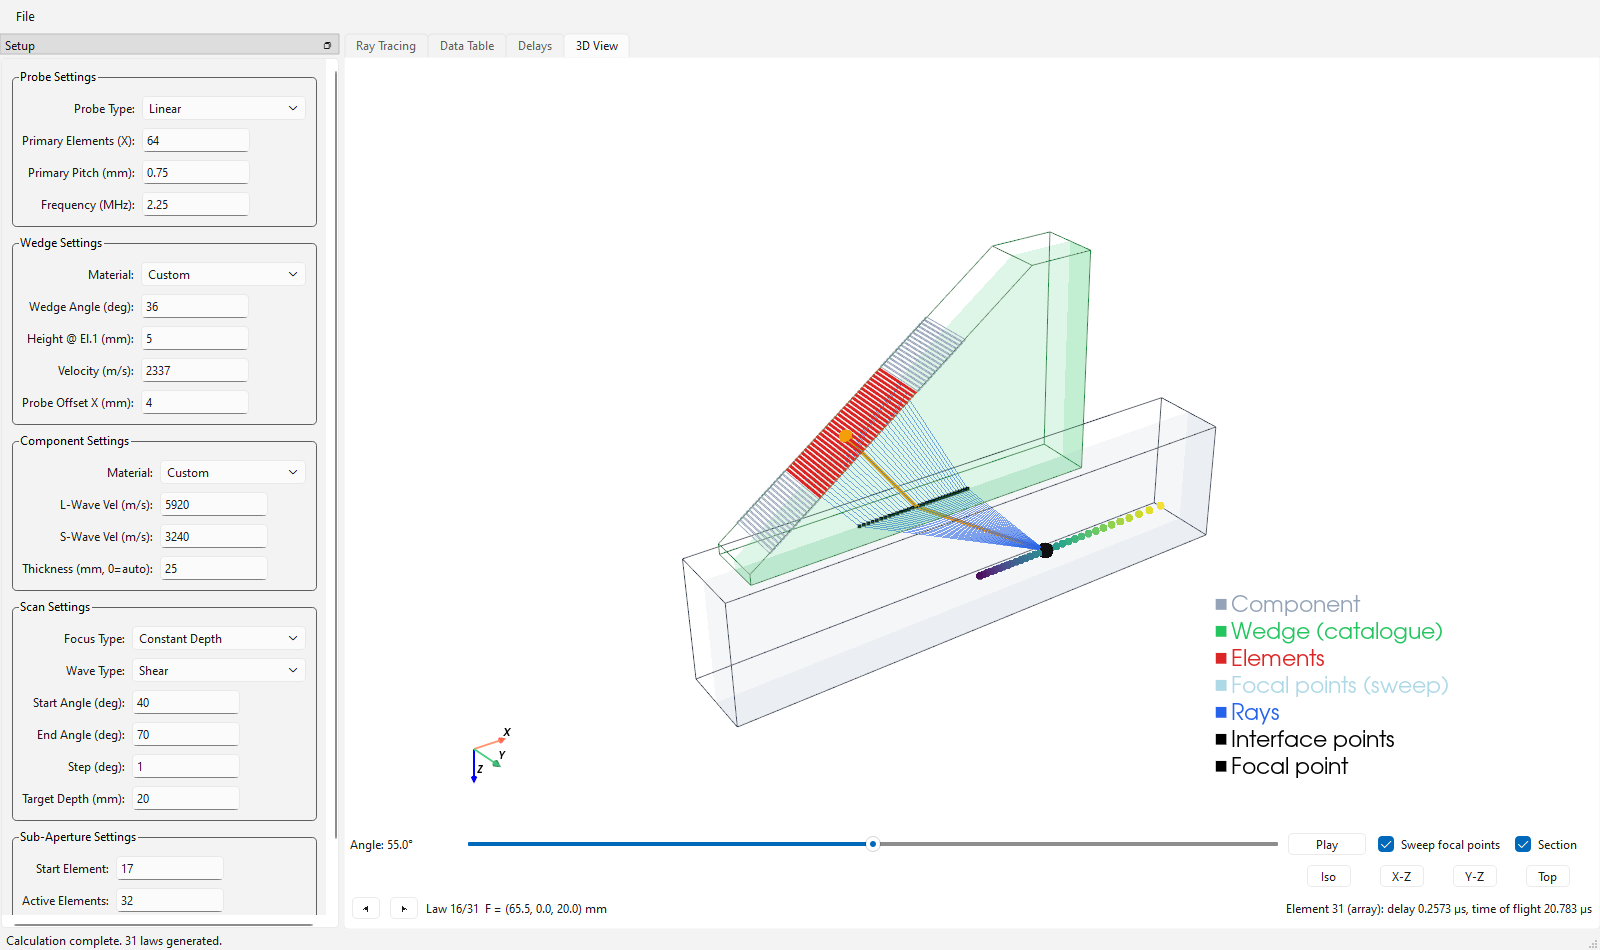 File
Setup
Ray Tracing Data Table Delays 3D View
Probe Settings
Probe Type: Linear
Primary Elements (X): 64
Primary Pitch (mm): 0.75
Frequency (MHz): 2.25
Wedge Settings
Material: Custom
Wedge Angle (deg): 36
Height @ El.1 (mm): 5
Velocity (m/s): 2337
Probe Offset X (mm): 4
Component Settings
Material: Custom
L-Wave Vel (m/s): 5920
S-Wave Vel (m/s): 3240
Thickness (mm, 0=auto): 25
Scan Settings
Focus Type: Constant Depth
Wave Type: Shear
Start Angle (deg): 40
End Angle (deg): 70
Step (deg): 1
Target Depth (mm): 20
Sub-Aperture Settings
Start Element: 17
Active Elements: 32
X
Y
Z
Component
Wedge (catalogue)
Elements
Focal points (sweep)
Rays
Interface points
Focal point
Angle: 55.0° Play Sweep focal points Section
Iso X-Z Y-Z Top
Law 16/31 F = (65.5, 0.0, 20.0) mm Element 31 (array): delay 0.2573 µs, time of flight 20.783 µs
Calculation complete. 31 laws generated.